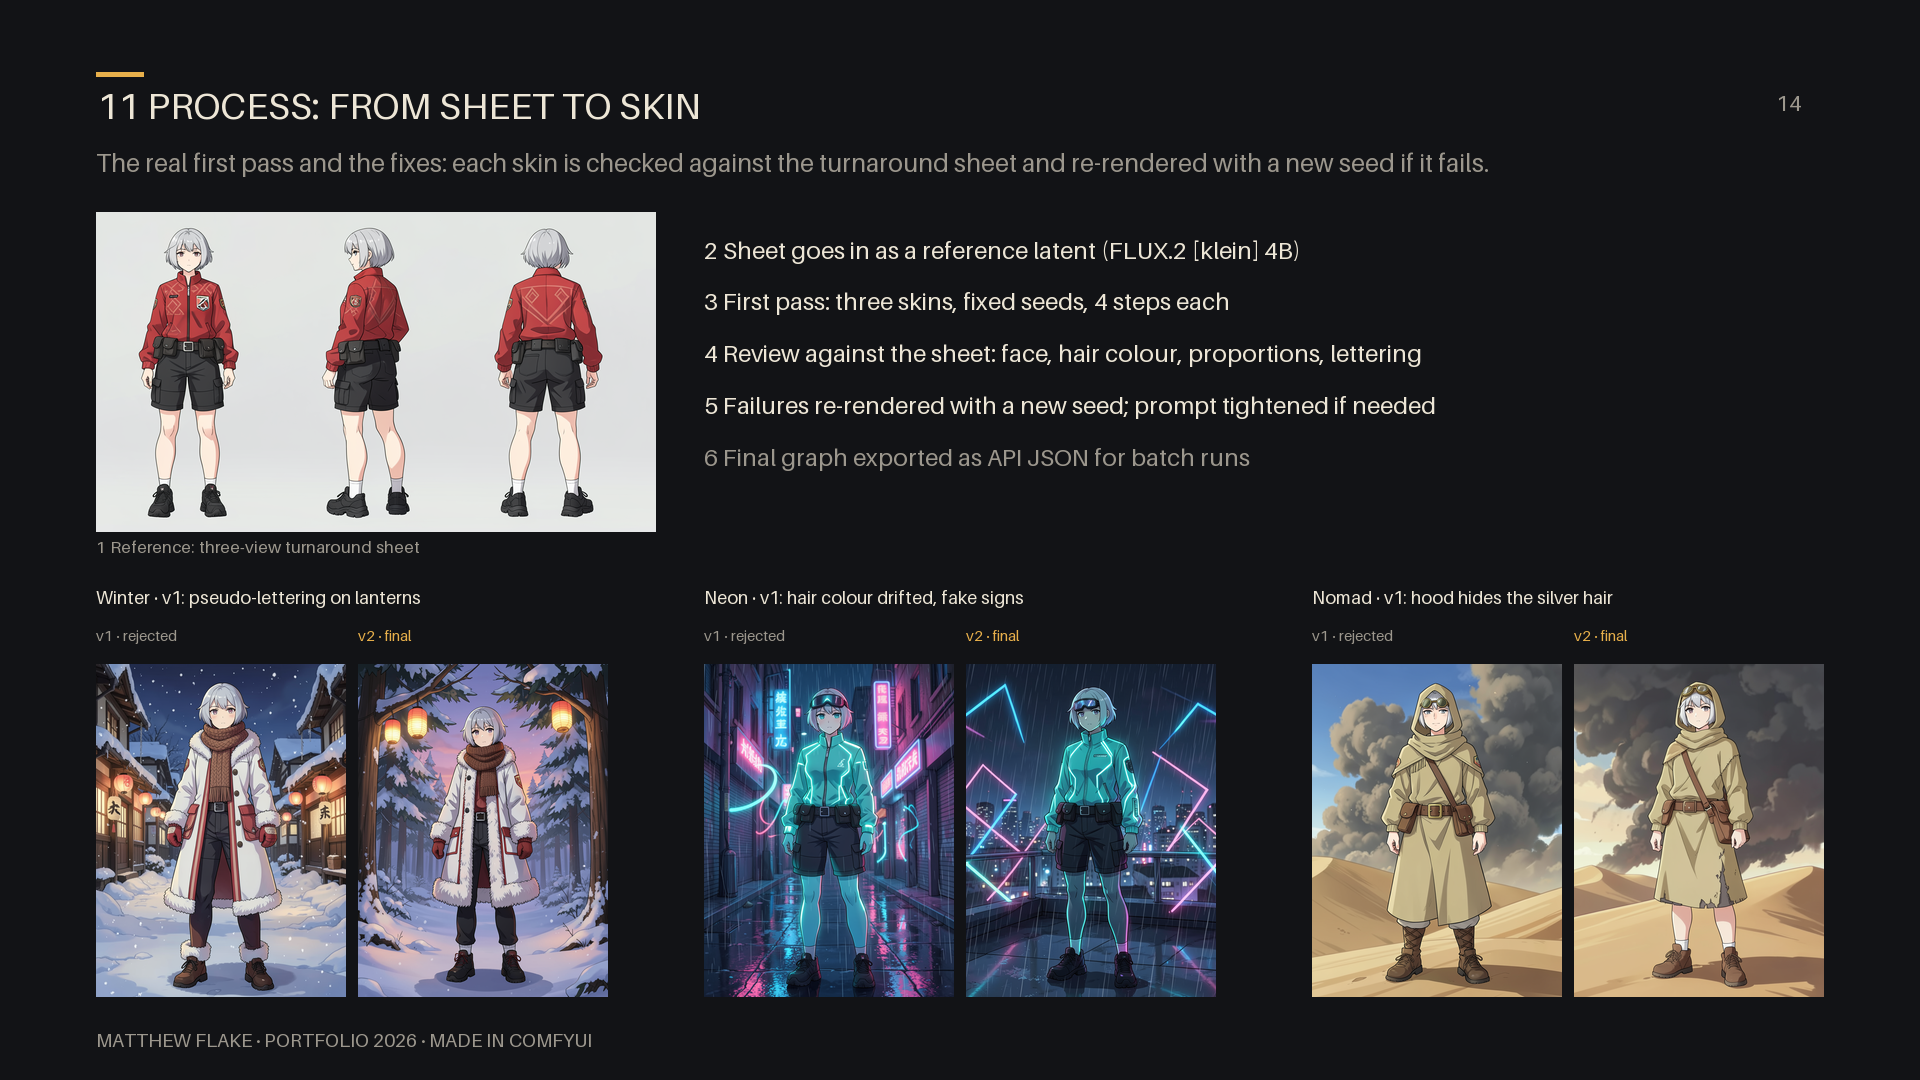 11 PROCESS: FROM SHEET TO SKIN
14
The real first pass and the fixes: each skin is checked against the turnaround sheet and re-rendered with a new seed if it fails.
2 Sheet goes in as a reference latent (FLUX.2 [klein] 4B)
3 First pass: three skins, fixed seeds, 4 steps each
4 Review against the sheet: face, hair colour, proportions, lettering
5 Failures re-rendered with a new seed; prompt tightened if needed
6 Final graph exported as API JSON for batch runs
1 Reference: three-view turnaround sheet
Winter · v1: pseudo-lettering on lanterns
v1 · rejected
v2 · final
Neon · v1: hair colour drifted, fake signs
v1 · rejected
v2 · final
Nomad · v1: hood hides the silver hair
v1 · rejected
v2 · final
MATTHEW FLAKE · PORTFOLIO 2026 · MADE IN COMFYUI